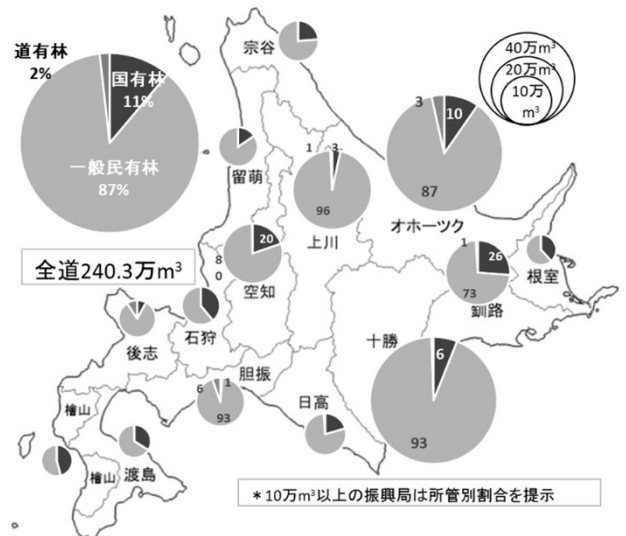 道有林
2%
国有林
11%
一般民有林
87%
全道240.3万m³
40万m³
20万m³
10万
m³
宗谷
留萌
1
3
96
上川
3
10
87
オホーツク
20
80
空知
1
26
73
釧路
根室
石狩
後志
胆振
6
1
93
日高
十勝
6
93
檜山
檜山
渡島
＊10万m³以上の振興局は所管別割合を提示